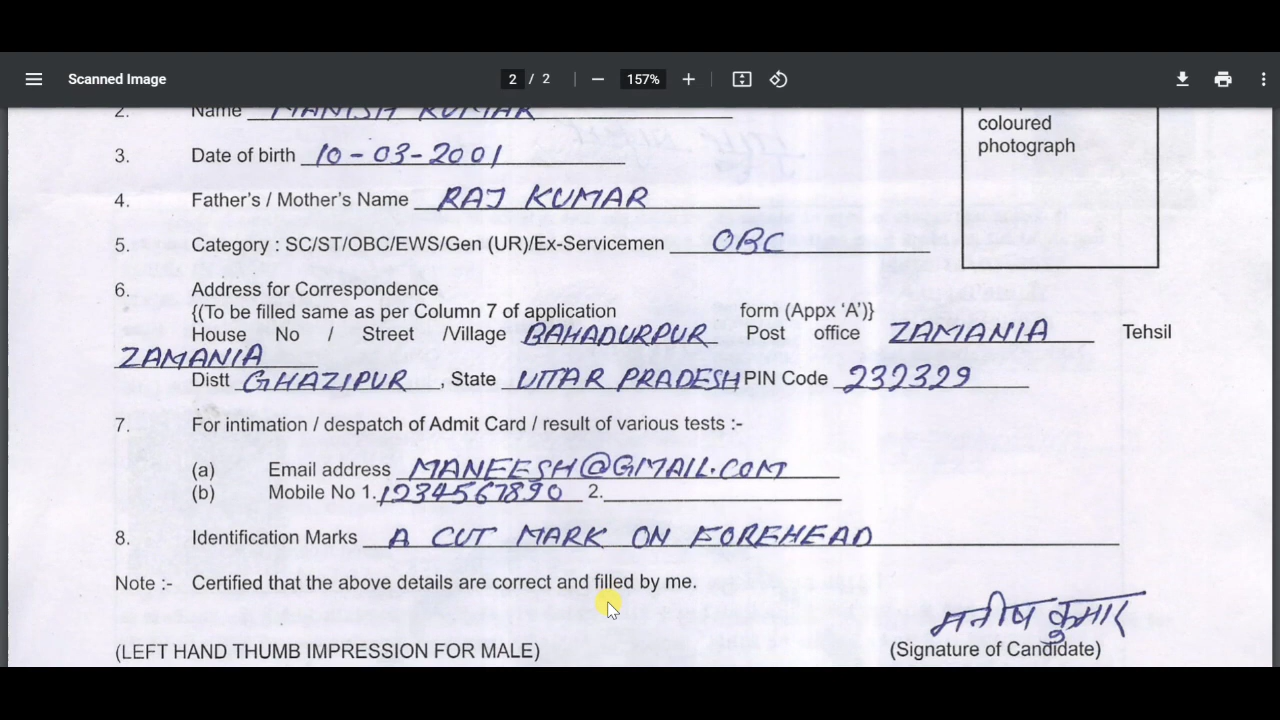 Scanned Image
2 / 2
157%
2. Name MANISH KUMAR
coloured
photograph
3. Date of birth 10-03-2001
4. Father's / Mother's Name RAJ KUMAR
5. Category : SC/ST/OBC/EWS/Gen (UR)/Ex-Servicemen OBC
6. Address for Correspondence
{(To be filled same as per Column 7 of application form (Appx 'A')}
House No / Street /Village BAHADURPUR Post office ZAMANIA Tehsil
ZAMANIA
Distt GHAZIPUR , State UTTAR PRADESH PIN Code 232329
7. For intimation / despatch of Admit Card / result of various tests :-
(a) Email address MANEESH@GMAIL.COM
(b) Mobile No 1. 1234567890 2.
8. Identification Marks A CUT MARK ON FOREHEAD
Note :- Certified that the above details are correct and filled by me.
मनीष कुमार
(LEFT HAND THUMB IMPRESSION FOR MALE) (Signature of Candidate)